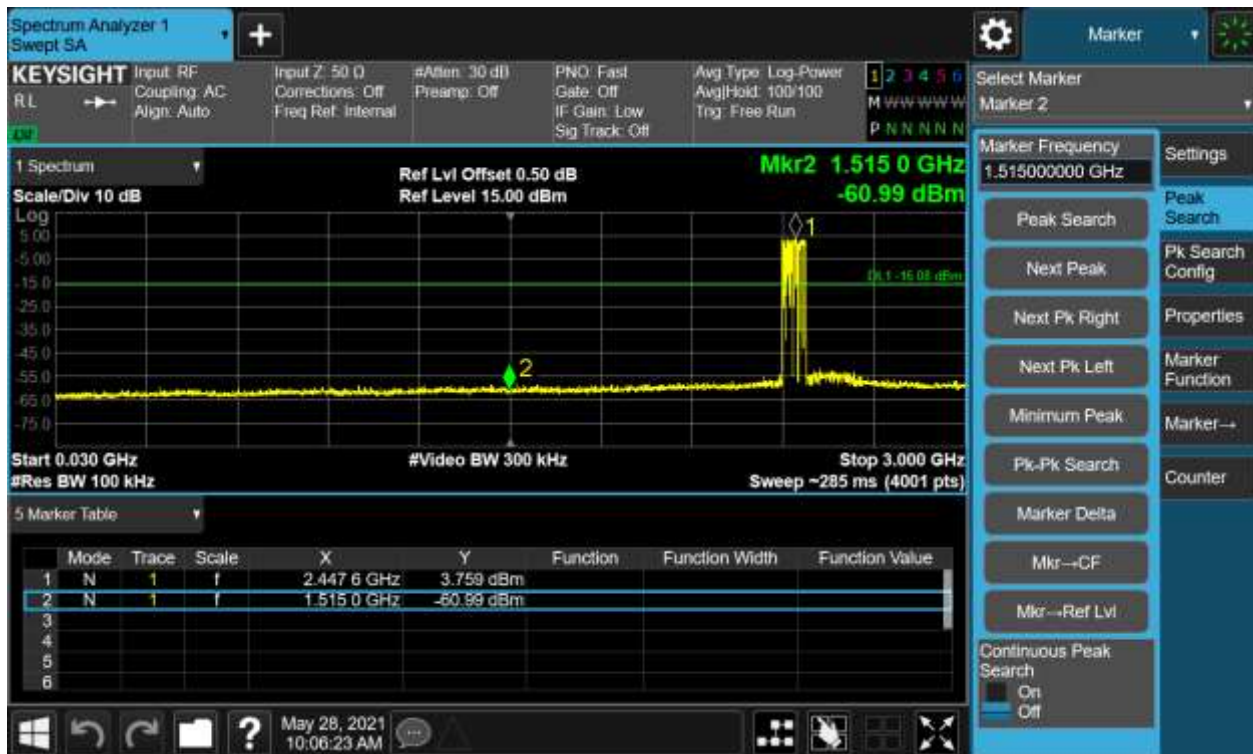 Spectrum Analyzer 1
Swept SA
+
Marker
KEYSIGHT
RL
Input: RF
Coupling: AC
Align: Auto
Input Z: 50 Ω
Corrections: Off
Freq Ref: Internal
#Atten: 30 dB
Preamp: Off
PNO: Fast
Gate: Off
IF Gain: Low
Sig Track: Off
Avg Type: Log-Power
Avg|Hold: 100/100
Trig: Free Run
1 2 3 4 5 6
M W W W W W
P N N N N N
Select Marker
Marker 2
1 Spectrum
Scale/Div 10 dB
Ref Lvl Offset 0.50 dB
Ref Level 15.00 dBm
Mkr2 1.515 0 GHz
-60.99 dBm
Log
5.00
-5.00
-15.0
-25.0
-35.0
-45.0
-55.0
-65.0
-75.0
1
DL1 -16.08 dBm
2
Start 0.030 GHz
#Video BW 300 kHz
Stop 3.000 GHz
#Res BW 100 kHz
Sweep ~285 ms (4001 pts)
5 Marker Table
Mode Trace Scale X Y Function Function Width Function Value
1 N 1 f 2.447 6 GHz 3.759 dBm
2 N 1 f 1.515 0 GHz -60.99 dBm
3
4
5
6
Marker Frequency
1.515000000 GHz
Peak Search
Next Peak
Next Pk Right
Next Pk Left
Minimum Peak
Pk-Pk Search
Marker Delta
Mkr→CF
Mkr→Ref Lvl
Continuous Peak
Search
On
Off
Settings
Peak
Search
Pk Search
Config
Properties
Marker
Function
Marker→
Counter
?
May 28, 2021
10:06:23 AM